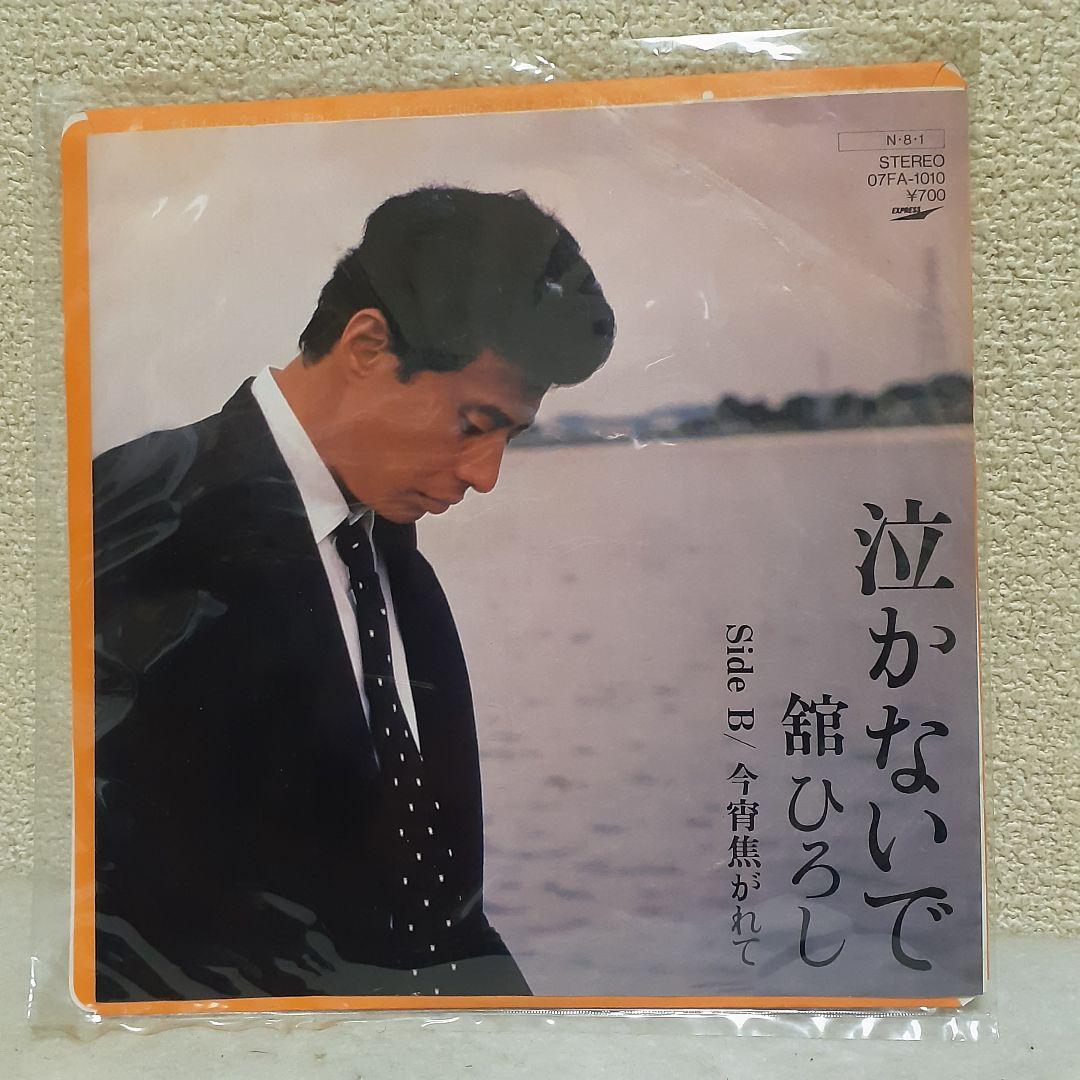 N・8・1
STEREO
07FA-1010
¥700
EXPRESS
泣かないで
舘ひろし
Side B/今宵焦がれて